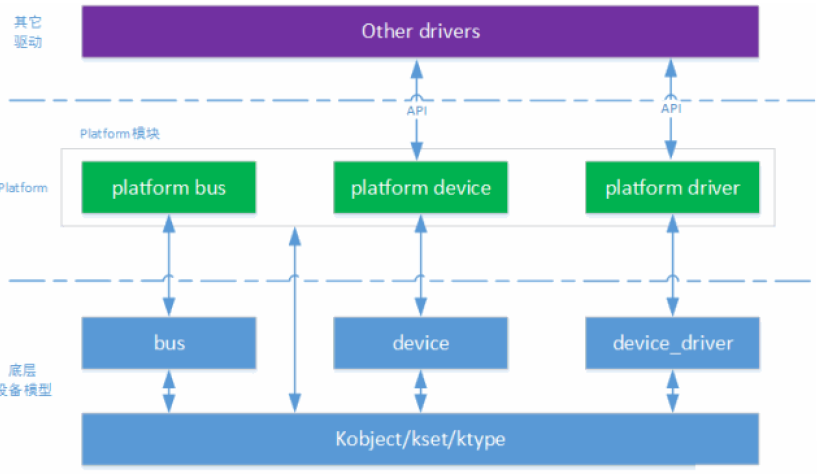 其它
驱动
Other drivers
API
API
Platform模块
Platform
platform bus
platform device
platform driver
bus
device
device_driver
底层
设备模型
Kobject/kset/ktype